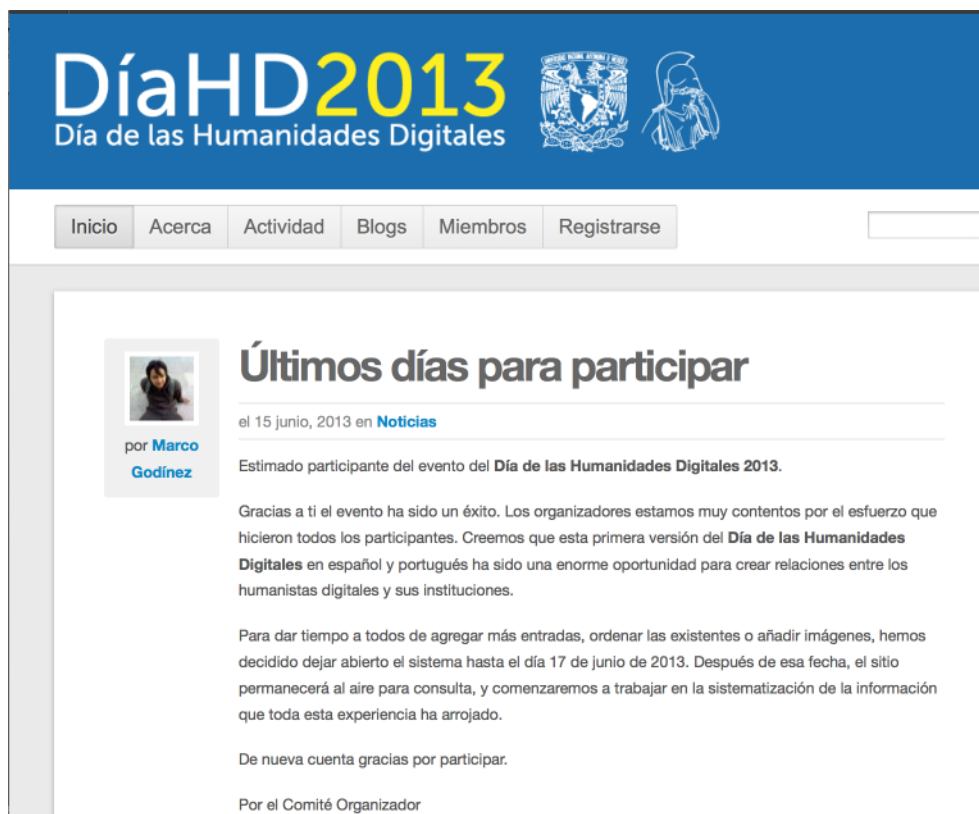 DíaHD2013
Día de las Humanidades Digitales
Inicio
Acerca
Actividad
Blogs
Miembros
Registrarse
por Marco
Godínez
Últimos días para participar
el 15 junio, 2013 en Noticias
Estimado participante del evento del Día de las Humanidades Digitales 2013.
Gracias a ti el evento ha sido un éxito. Los organizadores estamos muy contentos por el esfuerzo que
hicieron todos los participantes. Creemos que esta primera versión del Día de las Humanidades
Digitales en español y portugués ha sido una enorme oportunidad para crear relaciones entre los
humanistas digitales y sus instituciones.
Para dar tiempo a todos de agregar más entradas, ordenar las existentes o añadir imágenes, hemos
decidido dejar abierto el sistema hasta el día 17 de junio de 2013. Después de esa fecha, el sitio
permanecerá al aire para consulta, y comenzaremos a trabajar en la sistematización de la información
que toda esta experiencia ha arrojado.
De nueva cuenta gracias por participar.
Por el Comité Organizador